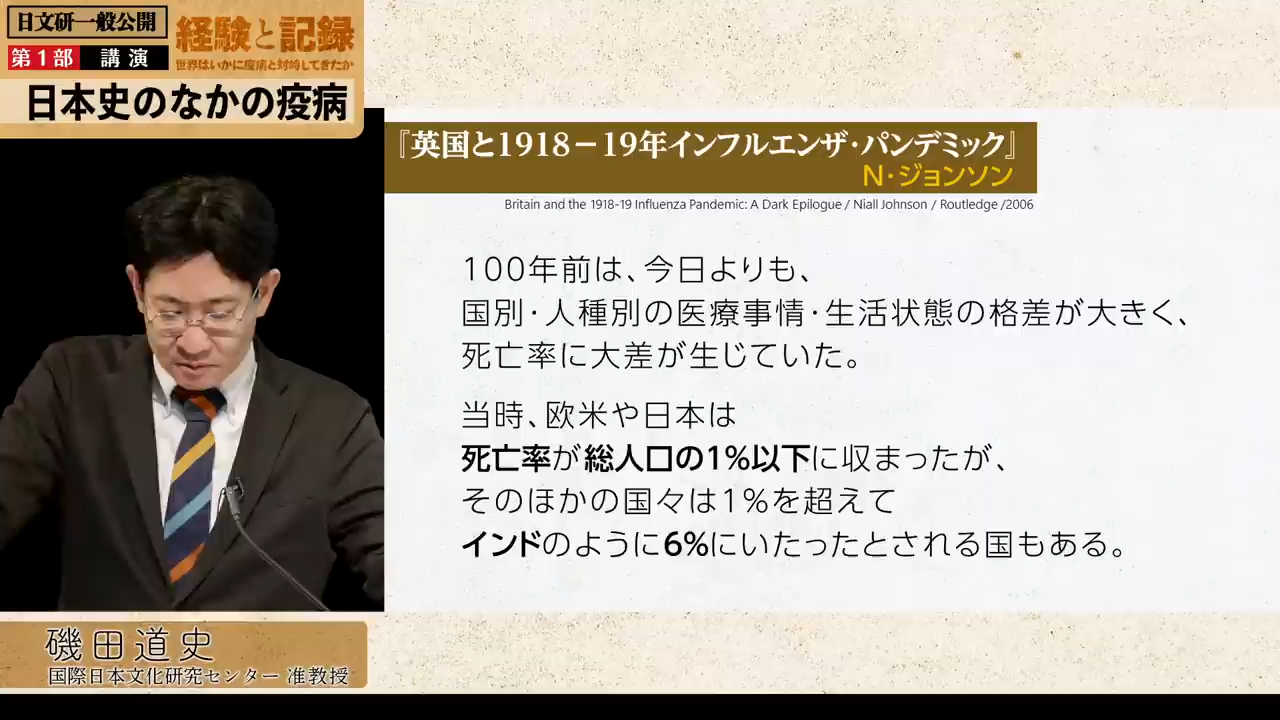 日文研一般公開
経験と記録
第1部 講演
世界はいかに疫病と対峙してきたか
日本史のなかの疫病
『英国と1918－19年インフルエンザ・パンデミック』
N・ジョンソン
Britain and the 1918-19 Influenza Pandemic: A Dark Epilogue / Niall Johnson / Routledge /2006
100年前は、今日よりも、
国別・人種別の医療事情・生活状態の格差が大きく、
死亡率に大差が生じていた。
当時、欧米や日本は
死亡率が総人口の1%以下に収まったが、
そのほかの国々は1%を超えて
インドのように6%にいたったとされる国もある。
磯田道史
国際日本文化研究センター 准教授